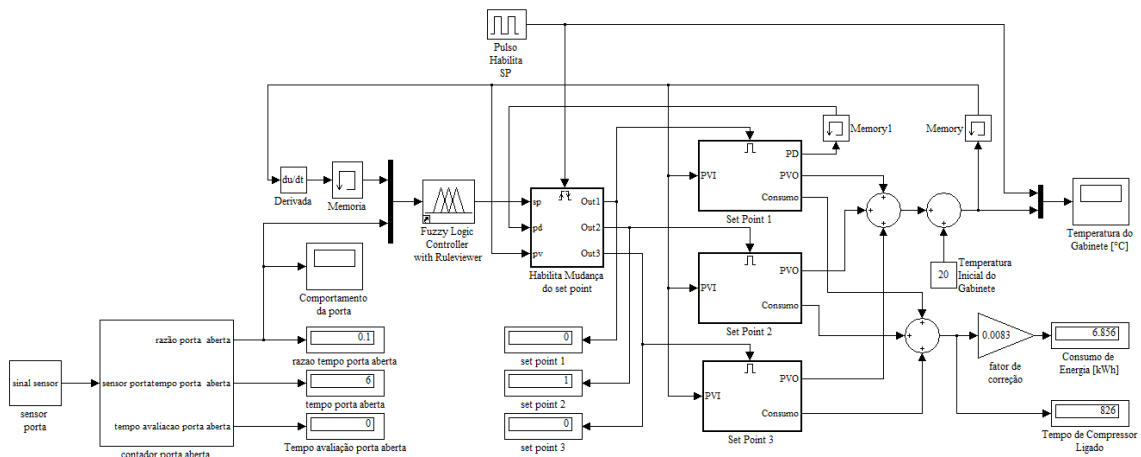 Pulso
Habilita
SP
du/dt
Derivada
Memoria
Fuzzy Logic
Controller
with Ruleviewer
sp
pd
pv
Out1
Out2
Out3
Habilita Mudança
do set point
Memory1
Memory
PVI
PD
PVO
Consumo
Set Point 1
PVI
PVO
Consumo
Set Point 2
PVI
PVO
Consumo
Set Point 3
20
Temperatura
Inicial do
Gabinete
Temperatura do
Gabinete [°C]
Comportamento
da porta
sinal sensor
sensor
porta
razão porta aberta
sensor portatempo porta aberta
tempo avaliacao porta aberta
contador porta aberta
0.1
razao tempo porta aberta
6
tempo porta aberta
0
Tempo avaliação porta aberta
0
set point 1
1
set point 2
0
set point 3
0.0083
fator de
correção
6.856
Consumo de
Energia [kWh]
826
Tempo de Compressor
Ligado